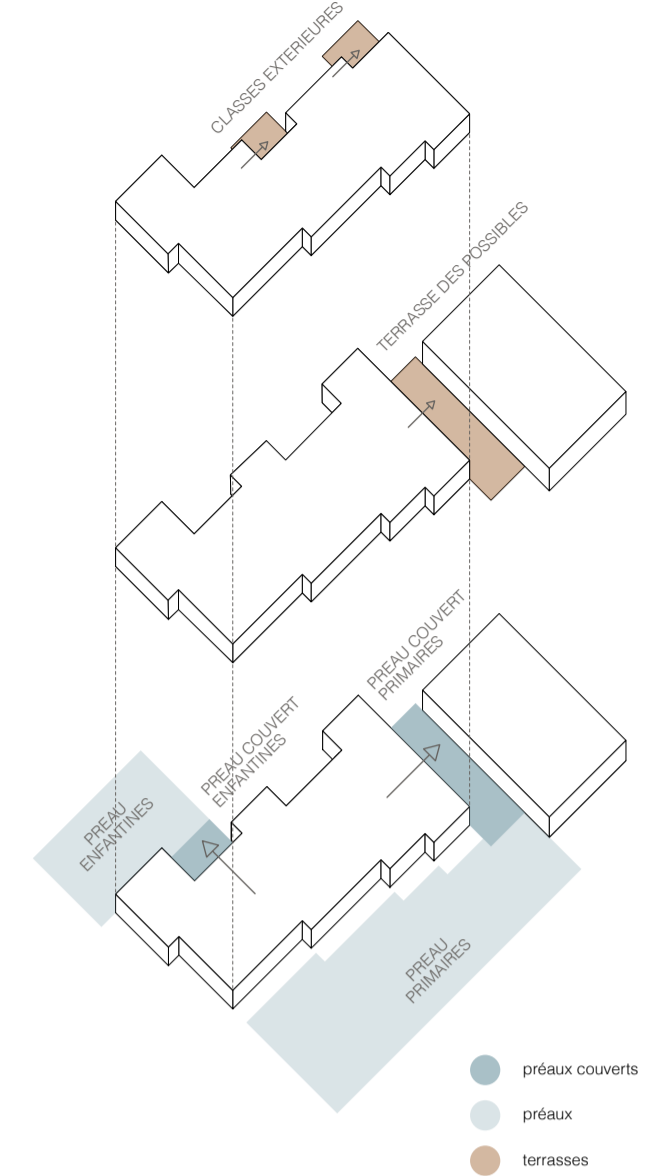 CLASSES EXTERIEURES
TERRASSE DES POSSIBLES
PREAU COUVERT
PRIMAIRES
PREAU COUVERT
ENFANTINES
PREAU
ENFANTINES
PREAU
PRIMAIRES
préaux couverts
préaux
terrasses